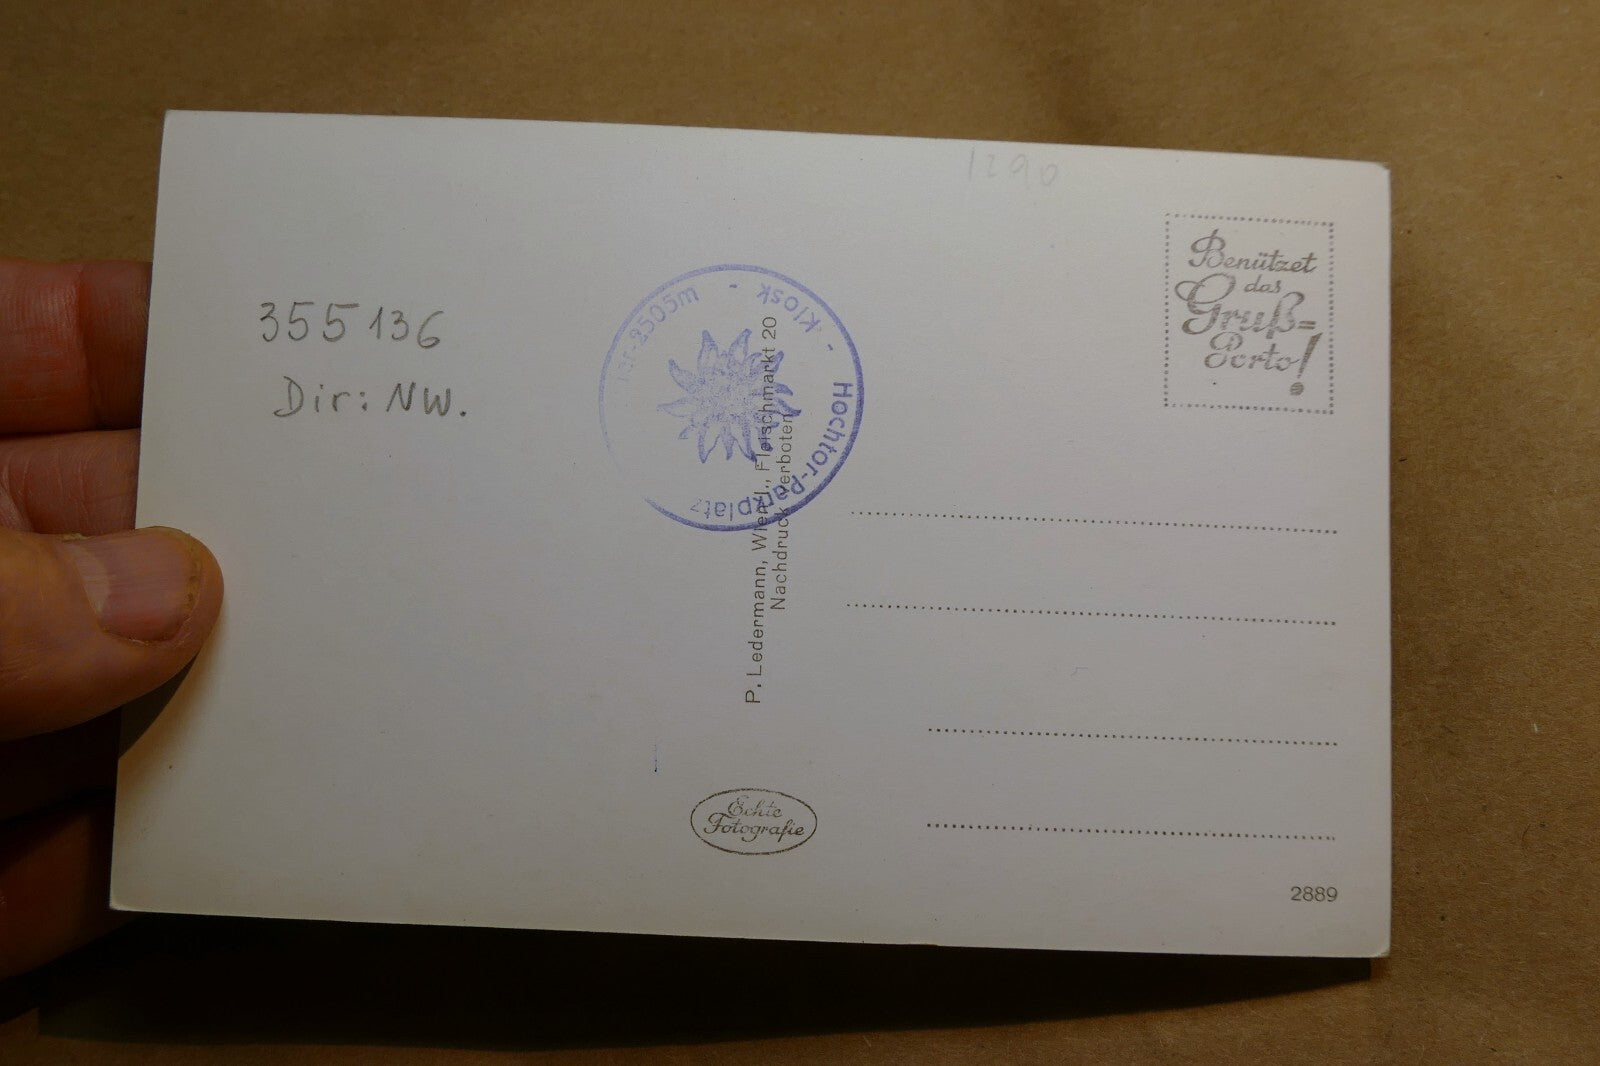 1290
355136
Dir: NW.
Benützet
das
Gruß=
Porto!
Hochtor-Parkplatz
- Kiosk -
-2505m
P. Ledermann, Wien I., Fleischmarkt 20
Nachdruck verboten
Echte
Fotografie
2889